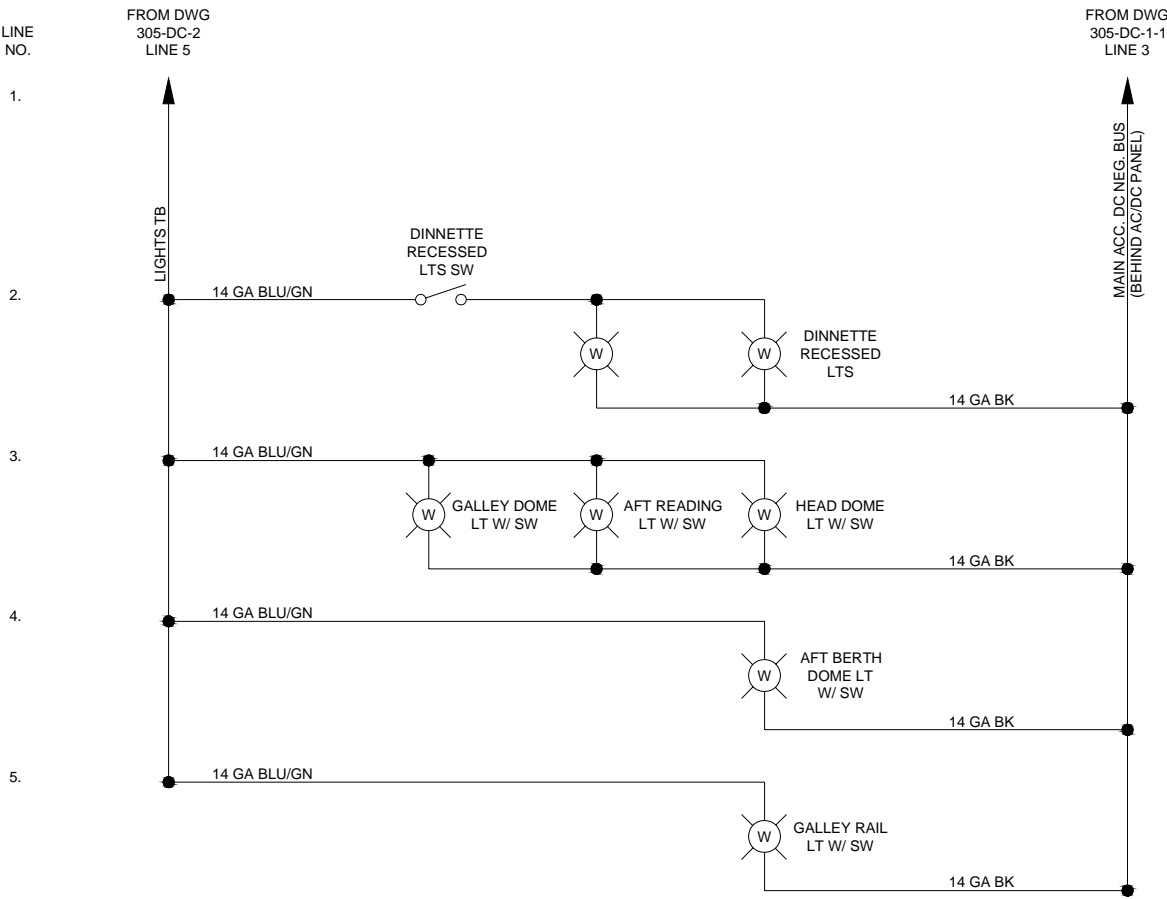 LINE
NO.
FROM DWG
305-DC-2
LINE 5
FROM DWG
305-DC-1-1
LINE 3
1.
LIGHTS TB
MAIN ACC. DC NEG. BUS
(BEHIND AC/DC PANEL)
DINNETTE
RECESSED
LTS SW
2.
14 GA BLU/GN
W
W
DINNETTE
RECESSED
LTS
14 GA BK
3.
14 GA BLU/GN
W
GALLEY DOME
LT W/ SW
W
AFT READING
LT W/ SW
W
HEAD DOME
LT W/ SW
14 GA BK
4.
14 GA BLU/GN
W
AFT BERTH
DOME LT
W/ SW
14 GA BK
5.
14 GA BLU/GN
W
GALLEY RAIL
LT W/ SW
14 GA BK